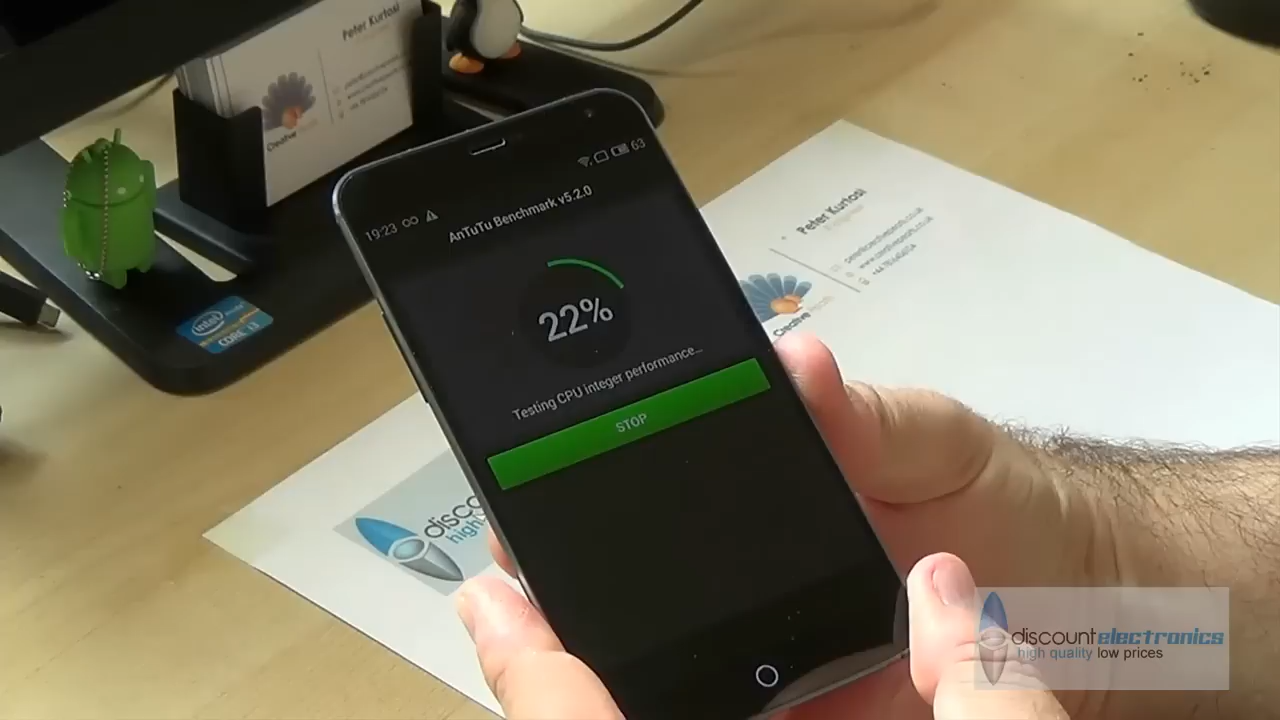 Peter Kurtosi
Creative
63
19:23
AnTuTu Benchmark v5.2.0
22%
Testing CPU integer performance...
STOP
Peter Kurtosi
Creative
intel
CORE i3
disco
high
discountelectronics
high quality low prices